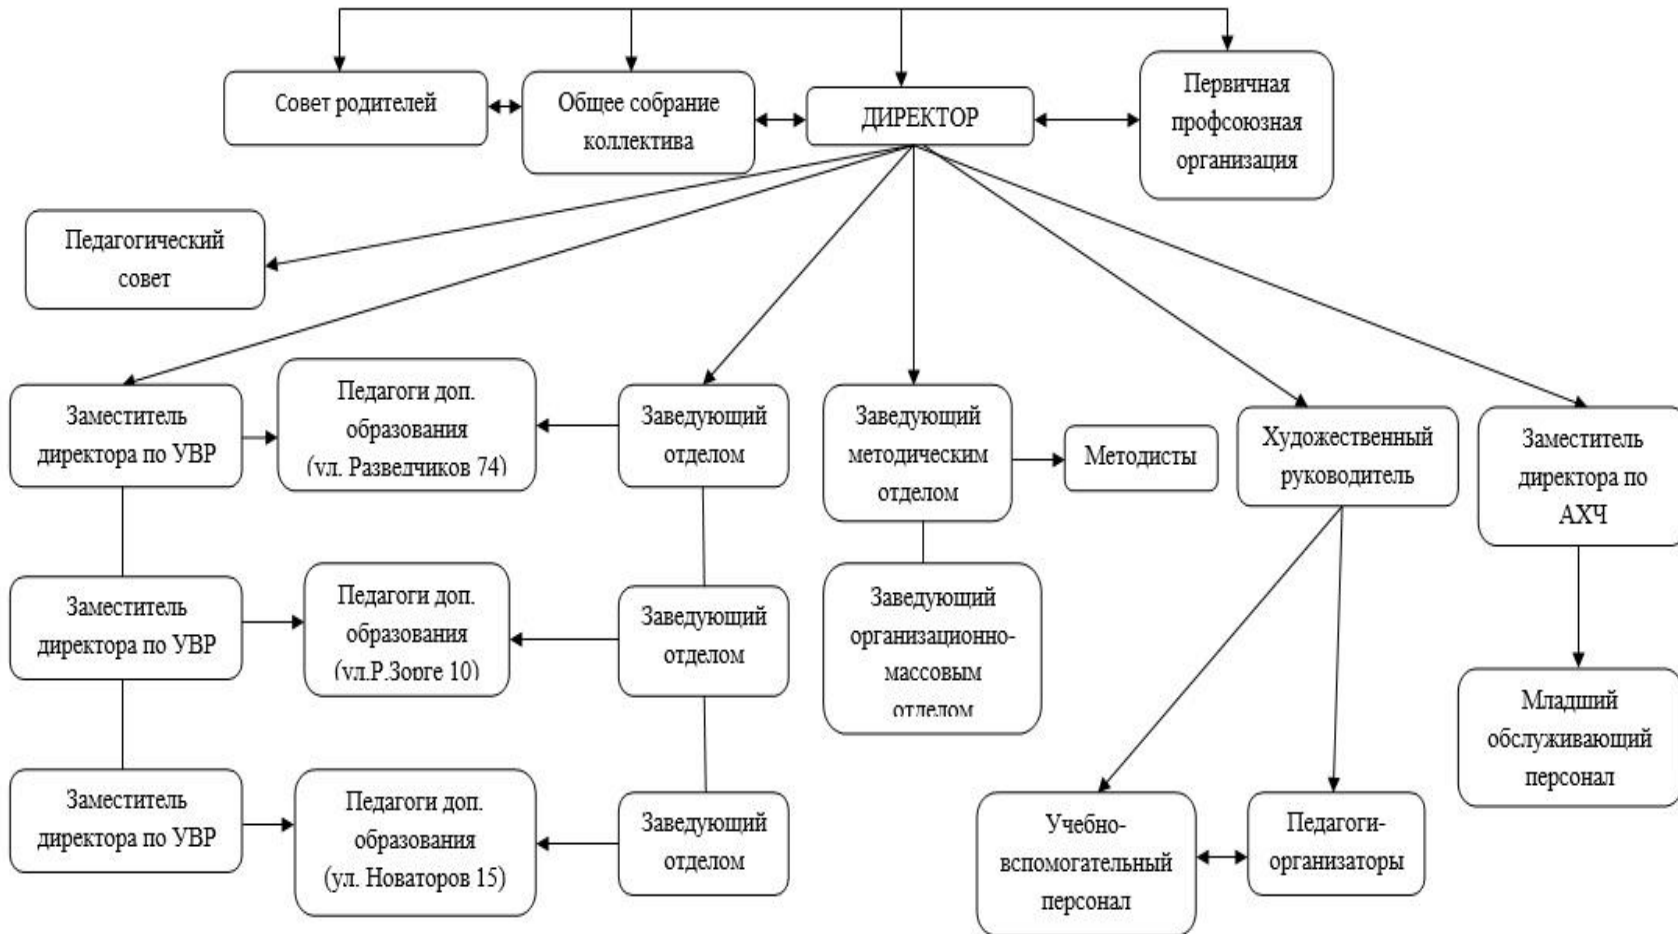 Совет родителей
Общее собрание
коллектива
ДИРЕКТОР
Первичная
профсоюзная
организация
Педагогический
совет
Заместитель
директора по УВР
Педагоги доп.
образования
(ул. Разведчиков 74)
Заведующий
отделом
Заведующий
методическим
отделом
Методисты
Художественный
руководитель
Заместитель
директора по
АХЧ
Заместитель
директора по УВР
Педагоги доп.
образования
(ул.Р.Зорге 10)
Заведующий
отделом
Заведующий
организационно-
массовым
отделом
Младший
обслуживающий
персонал
Заместитель
директора по УВР
Педагоги доп.
образования
(ул. Новаторов 15)
Заведующий
отделом
Учебно-
вспомогательный
персонал
Педагоги-
организаторы